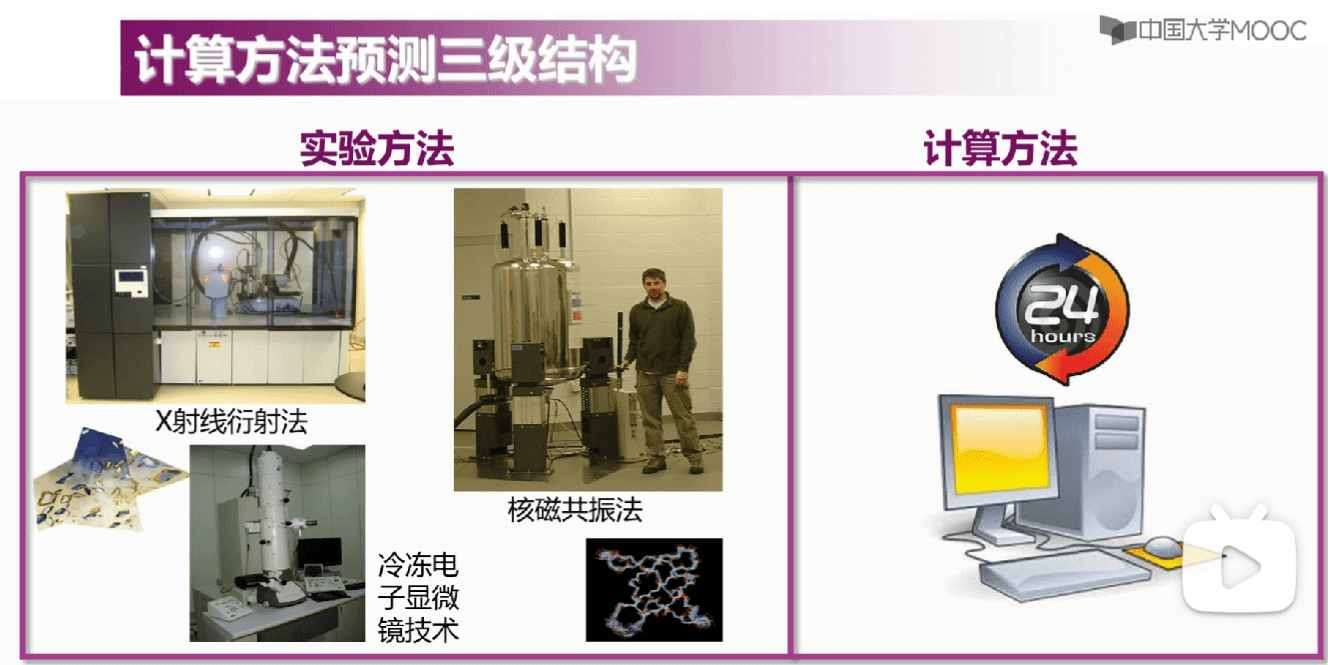 中国大学MOOC
计算方法预测三级结构
实验方法
计算方法
X射线衍射法
核磁共振法
冷冻电
子显微
镜技术
24
hours